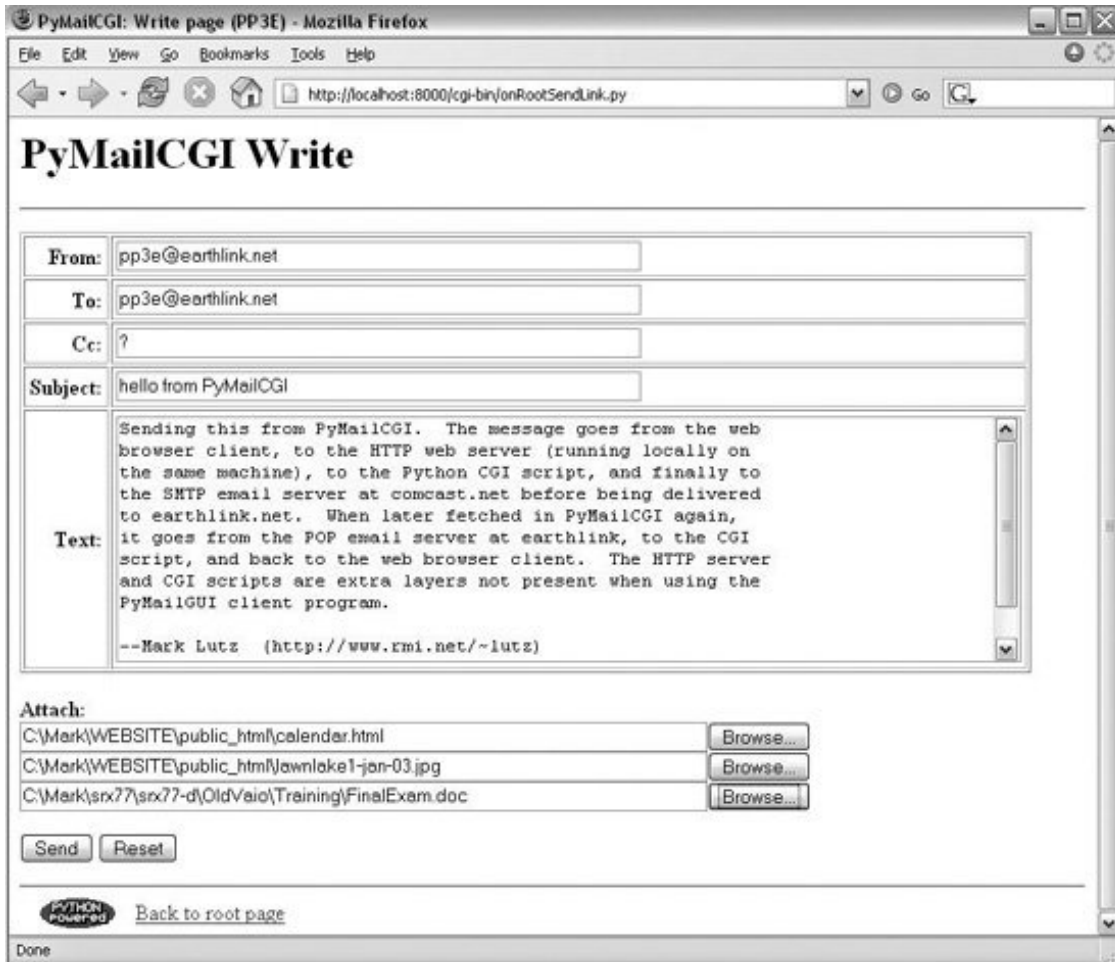 PyMailCGI: Write page (PP3E) - Mozilla Firefox
File Edit View Go Bookmarks Tools Help
http://localhost:8000/cgi-bin/onRootSendLink.py Go G
PyMailCGI Write
From: pp3e@earthlink.net
To: pp3e@earthlink.net
Cc: ?
Subject: hello from PyMailCGI
Text:
Sending this from PyMailCGI. The message goes from the web
browser client, to the HTTP web server (running locally on
the same machine), to the Python CGI script, and finally to
the SMTP email server at comcast.net before being delivered
to earthlink.net. When later fetched in PyMailCGI again,
it goes from the POP email server at earthlink, to the CGI
script, and back to the web browser client. The HTTP server
and CGI scripts are extra layers not present when using the
PyMailGUI client program.
--Mark Lutz (http://www.rmi.net/~lutz)
Attach:
C:\Mark\WEBSITE\public_html\calendar.html Browse...
C:\Mark\WEBSITE\public_html\lawnlake1-jan-03.jpg Browse...
C:\Mark\srx77\srx77-d\OldVaio\Training\FinalExam.doc Browse...
Send Reset
PYTHON
Powered
Back to root page
Done